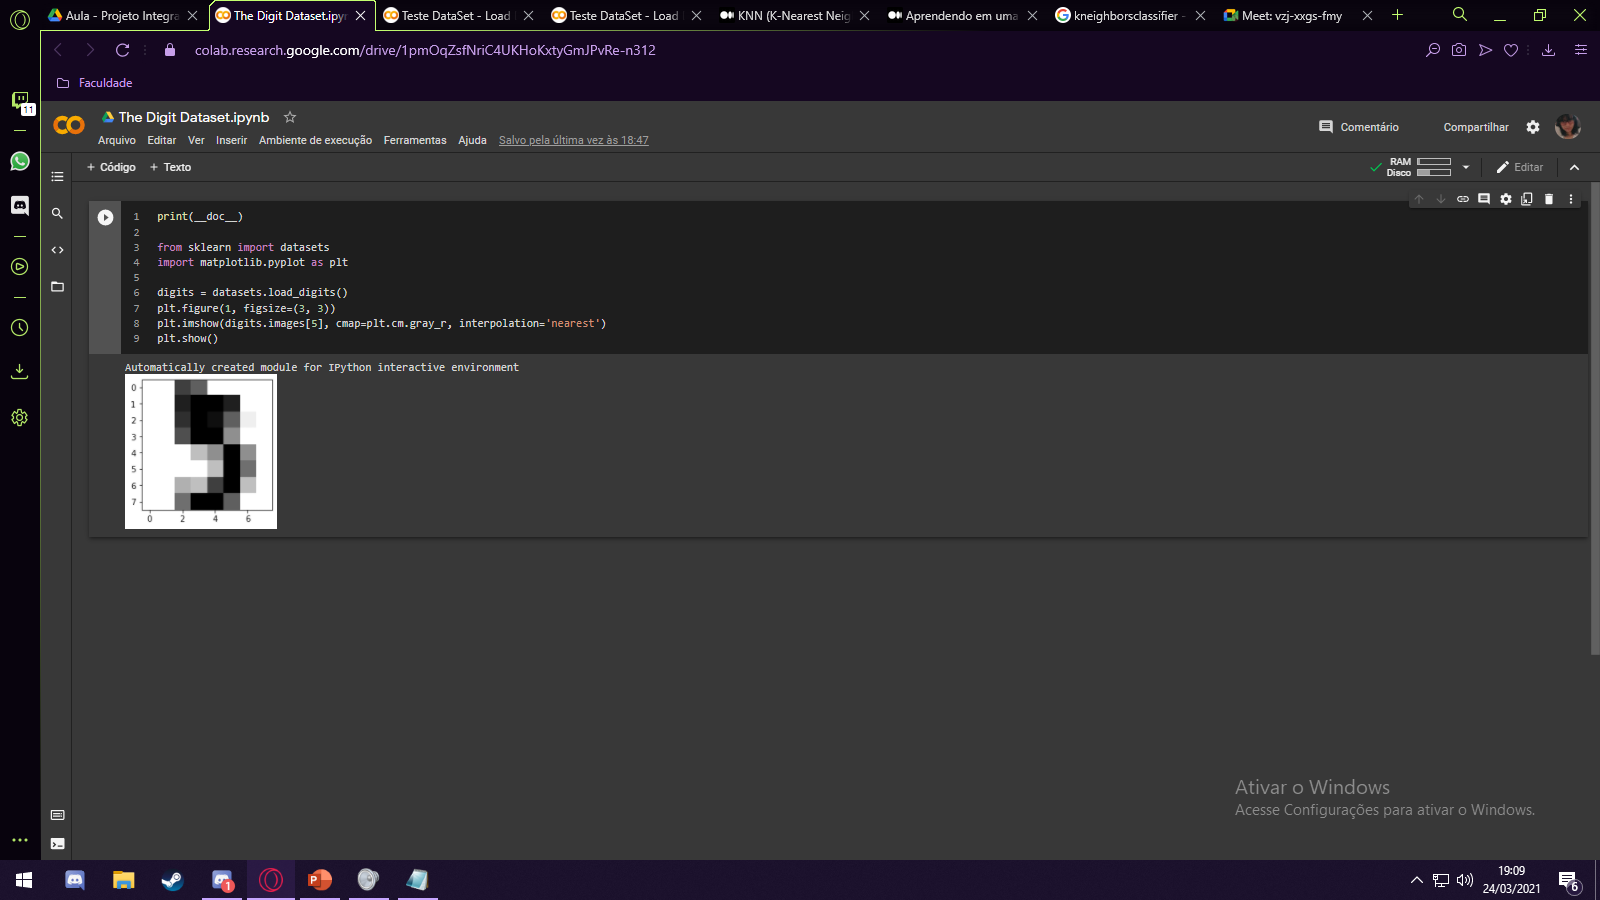 Aula - Projeto Integra
The Digit Dataset.ipyn
Teste DataSet - Load
Teste DataSet - Load
KNN (K-Nearest Neig
Aprendendo em uma
kneighborsclassifier -
Meet: vzj-xxgs-fmy
colab.research.google.com/drive/1pmOqZsfNriC4UKHoKxtyGmJPvRe-n312
Faculdade
11
The Digit Dataset.ipynb
Arquivo Editar Ver Inserir Ambiente de execução Ferramentas Ajuda Salvo pela última vez às 18:47
Comentário
Compartilhar
+ Código + Texto
RAM
Disco
Editar
1 print(__doc__)
2
3 from sklearn import datasets
4 import matplotlib.pyplot as plt
5
6 digits = datasets.load_digits()
7 plt.figure(1, figsize=(3, 3))
8 plt.imshow(digits.images[5], cmap=plt.cm.gray_r, interpolation='nearest')
9 plt.show()
Automatically created module for IPython interactive environment
0
1
2
3
4
5
6
7
0 2 4 6
Ativar o Windows
Acesse Configurações para ativar o Windows.
1
19:09
24/03/2021
6